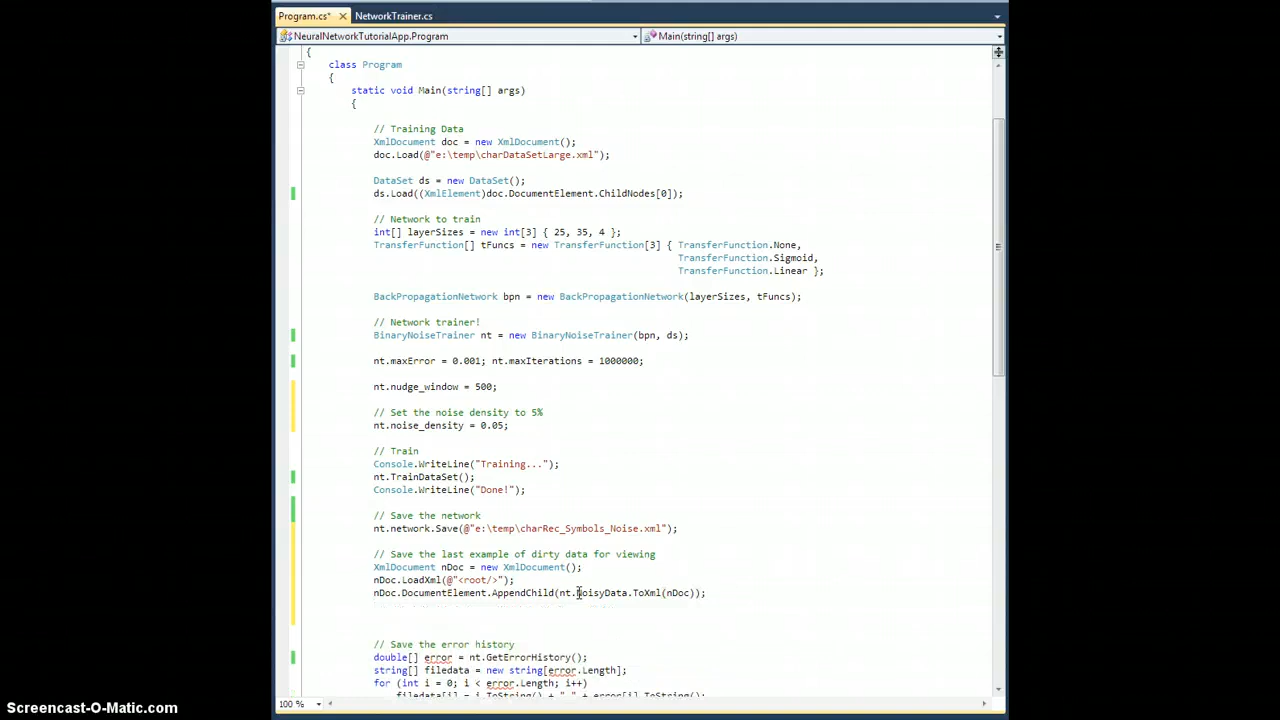 Program.cs* NetworkTrainer.cs
NeuralNetworkTutorialApp.Program Main(string[] args)
{
class Program
{
static void Main(string[] args)
{
// Training Data
XmlDocument doc = new XmlDocument();
doc.Load(@"e:\temp\charDataSetLarge.xml");
DataSet ds = new DataSet();
ds.Load((XmlElement)doc.DocumentElement.ChildNodes[0]);
// Network to train
int[] layerSizes = new int[3] { 25, 35, 4 };
TransferFunction[] tFuncs = new TransferFunction[3] { TransferFunction.None,
TransferFunction.Sigmoid,
TransferFunction.Linear };
BackPropagationNetwork bpn = new BackPropagationNetwork(layerSizes, tFuncs);
// Network trainer!
BinaryNoiseTrainer nt = new BinaryNoiseTrainer(bpn, ds);
nt.maxError = 0.001; nt.maxIterations = 1000000;
nt.nudge_window = 500;
// Set the noise density to 5%
nt.noise_density = 0.05;
// Train
Console.WriteLine("Training...");
nt.TrainDataSet();
Console.WriteLine("Done!");
// Save the network
nt.network.Save(@"e:\temp\charRec_Symbols_Noise.xml");
// Save the last example of dirty data for viewing
XmlDocument nDoc = new XmlDocument();
nDoc.LoadXml(@"<root/>");
nDoc.DocumentElement.AppendChild(nt.NoisyData.ToXml(nDoc));
// Save the error history
double[] error = nt.GetErrorHistory();
string[] filedata = new string[error.Length];
for (int i = 0; i < error.Length; i++)
filedata[i] = i.ToString() + " " + error[i].ToString();
100 %
Screencast-O-Matic.com